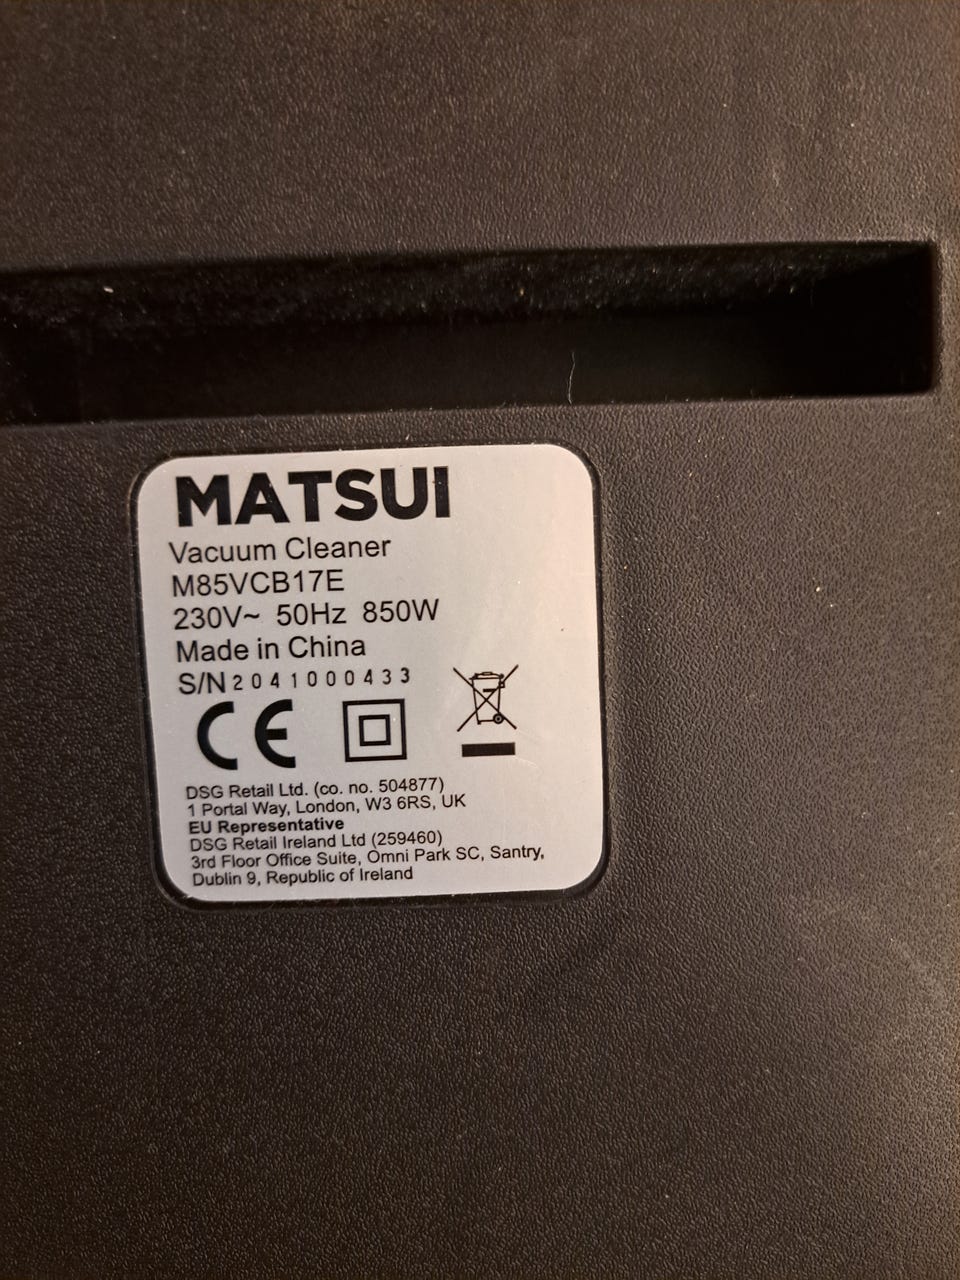 MATSUI
Vacuum Cleaner
M85VCB17E
230V~ 50Hz 850W
Made in China
S/N 2041000433
CE
DSG Retail Ltd. (co. no. 504877)
1 Portal Way, London, W3 6RS, UK
EU Representative
DSG Retail Ireland Ltd (259460)
3rd Floor Office Suite, Omni Park SC, Santry,
Dublin 9, Republic of Ireland